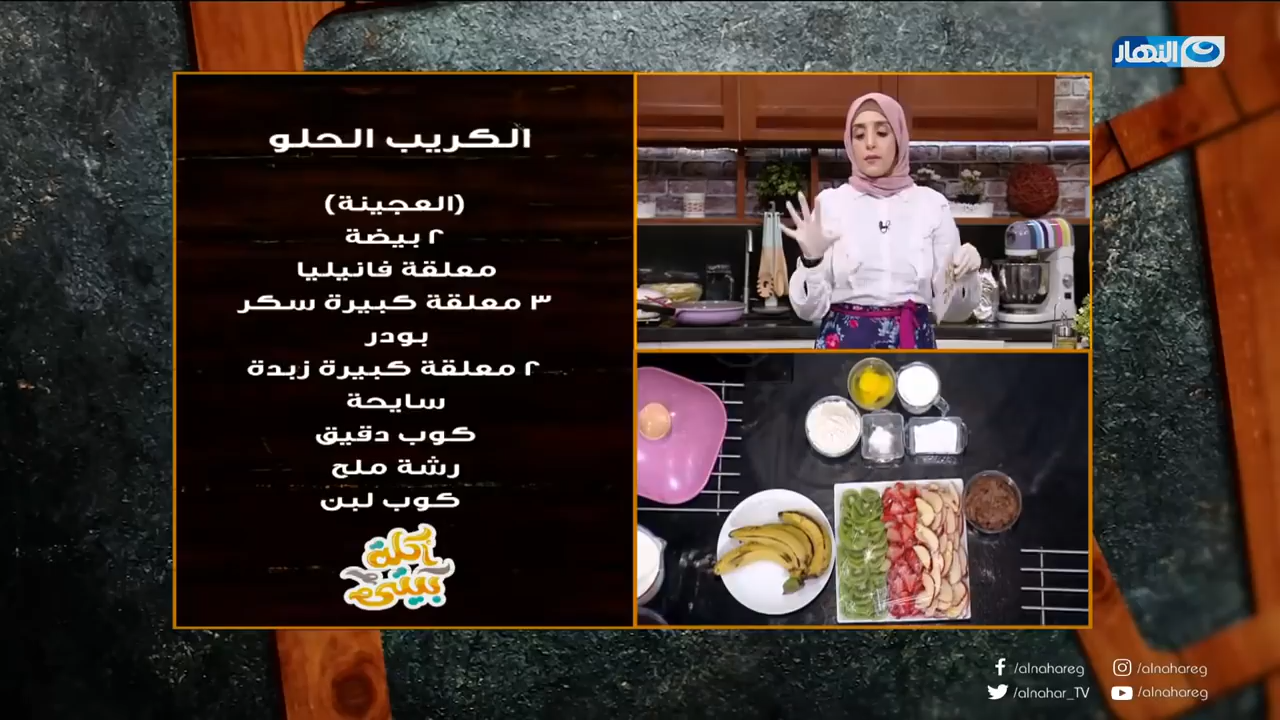 النهار
الكريب الحلو
(العجينة)
٢ بيضة
معلقة فانيليا
٣ معلقة كبيرة سكر
بودر
٢ معلقة كبيرة زبدة
سايحة
كوب دقيق
رشة ملح
كوب لبن
أكلة
بيتي
/alnahareg
/alnahareg
/alnahar_TV
/alnahareg